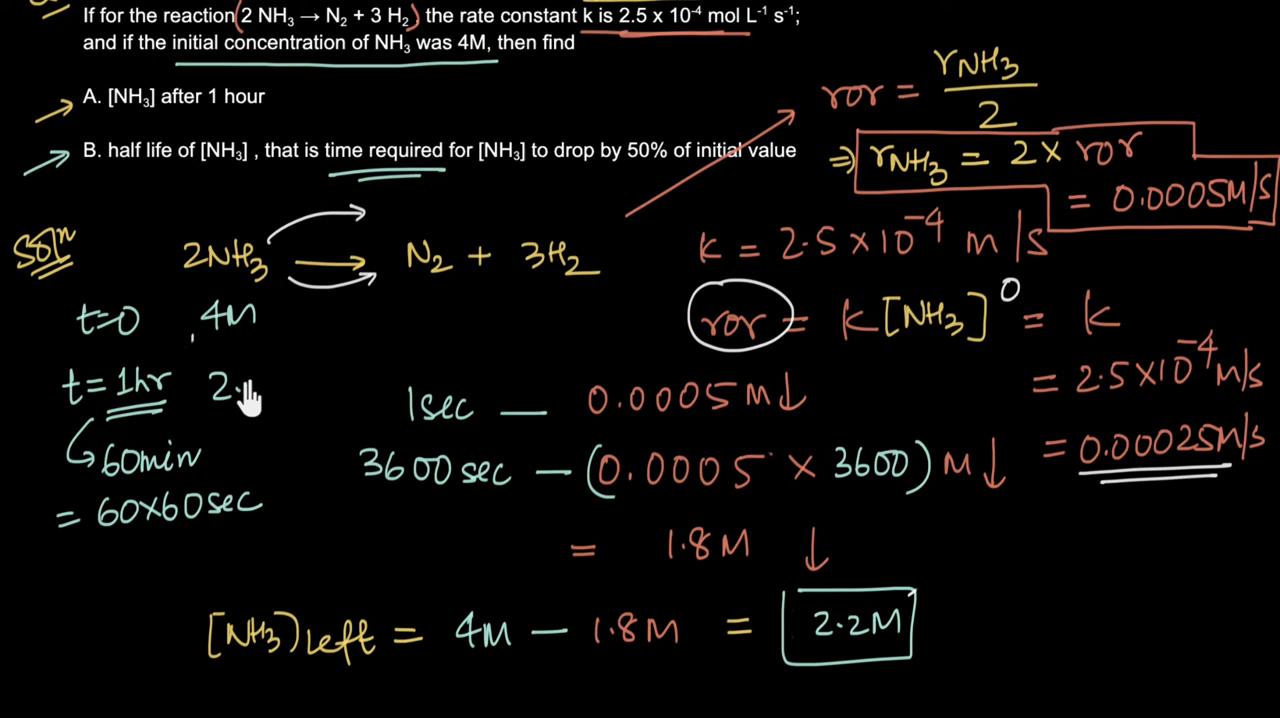 If for the reaction (2 NH₃ → N₂ + 3 H₂) the rate constant k is 2.5 x 10⁻⁴ mol L⁻¹ s⁻¹;
and if the initial concentration of NH₃ was 4M, then find
A. [NH₃] after 1 hour
B. half life of [NH₃] , that is time required for [NH₃] to drop by 50% of initial value
ror = r_NH₃ / 2
⇒ r_NH₃ = 2 × ror
= 0.0005M/s
Solⁿ
2NH₃ → N₂ + 3H₂
K = 2.5 × 10⁻⁴ m/s
t=0 , 4M
ror = K [NH₃]⁰ = K
= 2.5×10⁻⁴ M/s
= 0.00025M/s
t = 1hr 2.
1sec — 0.0005 M↓
↳ 60min
= 60×60sec
3600 sec — (0.0005 × 3600) M ↓
= 1.8M ↓
[NH₃) left = 4M — 1.8M = 2.2M